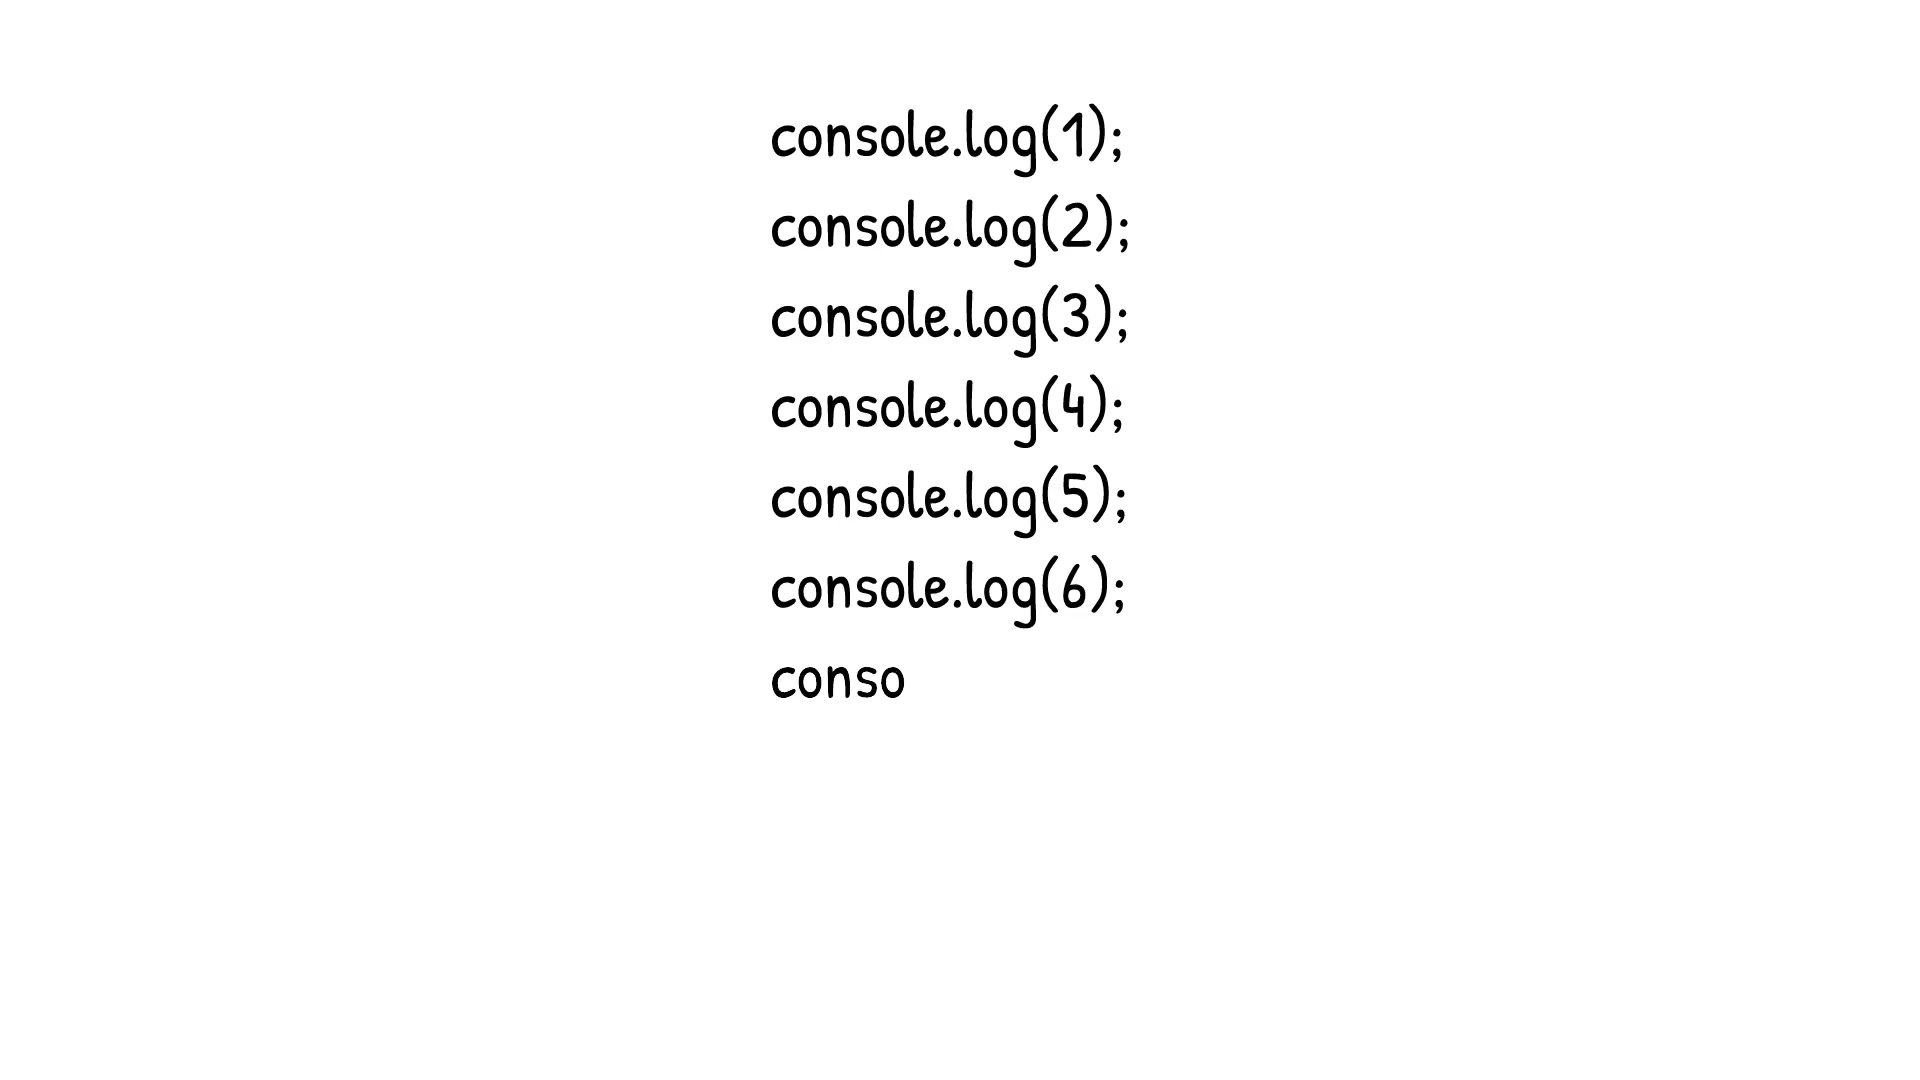 console.log(1);
console.log(2);
console.log(3);
console.log(4);
console.log(5);
console.log(6);
conso